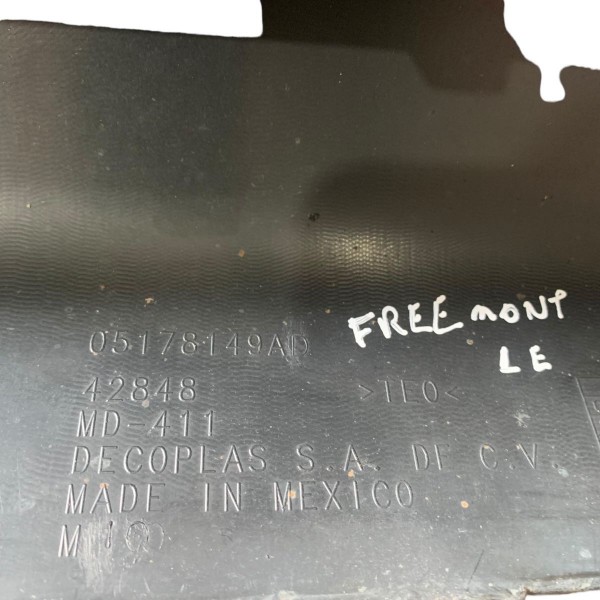 05178149AD
FREEMONT
LE
42848 >TEO<
MD-411
DECOPLAS S.A. DE C.V.
MADE IN MEXICO
M